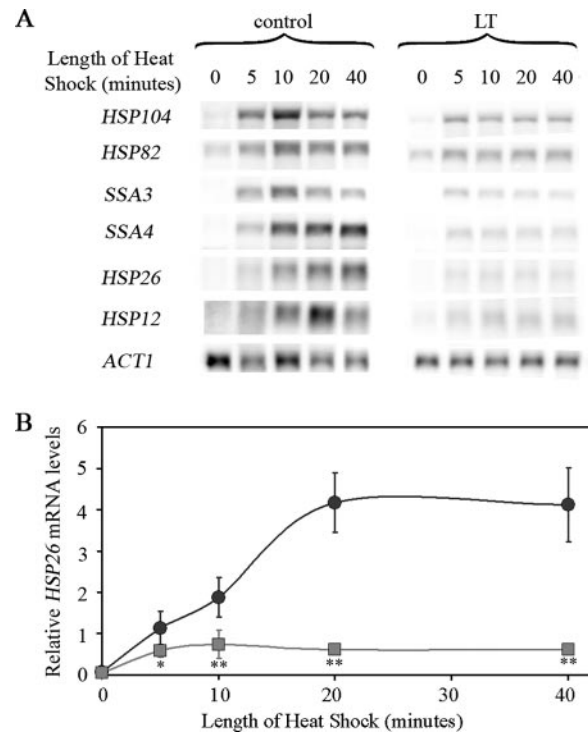 A
control LT
Length of Heat
Shock (minutes) 0 5 10 20 40 0 5 10 20 40
HSP104
HSP82
SSA3
SSA4
HSP26
HSP12
ACT1
B
Relative HSP26 mRNA levels
6
5
4
3
2
1
0
* ** ** **
0 10 20 30 40
Length of Heat Shock (minutes)